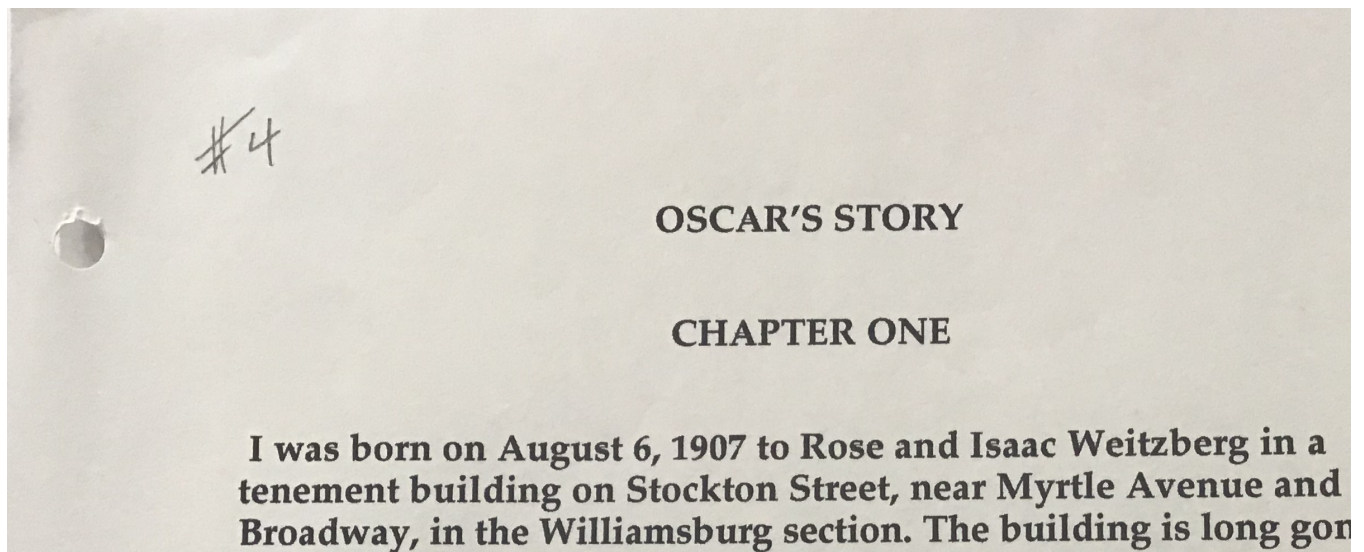 #4
OSCAR'S STORY
CHAPTER ONE
I was born on August 6, 1907 to Rose and Isaac Weitzberg in a
tenement building on Stockton Street, near Myrtle Avenue and
Broadway, in the Williamsburg section. The building is long